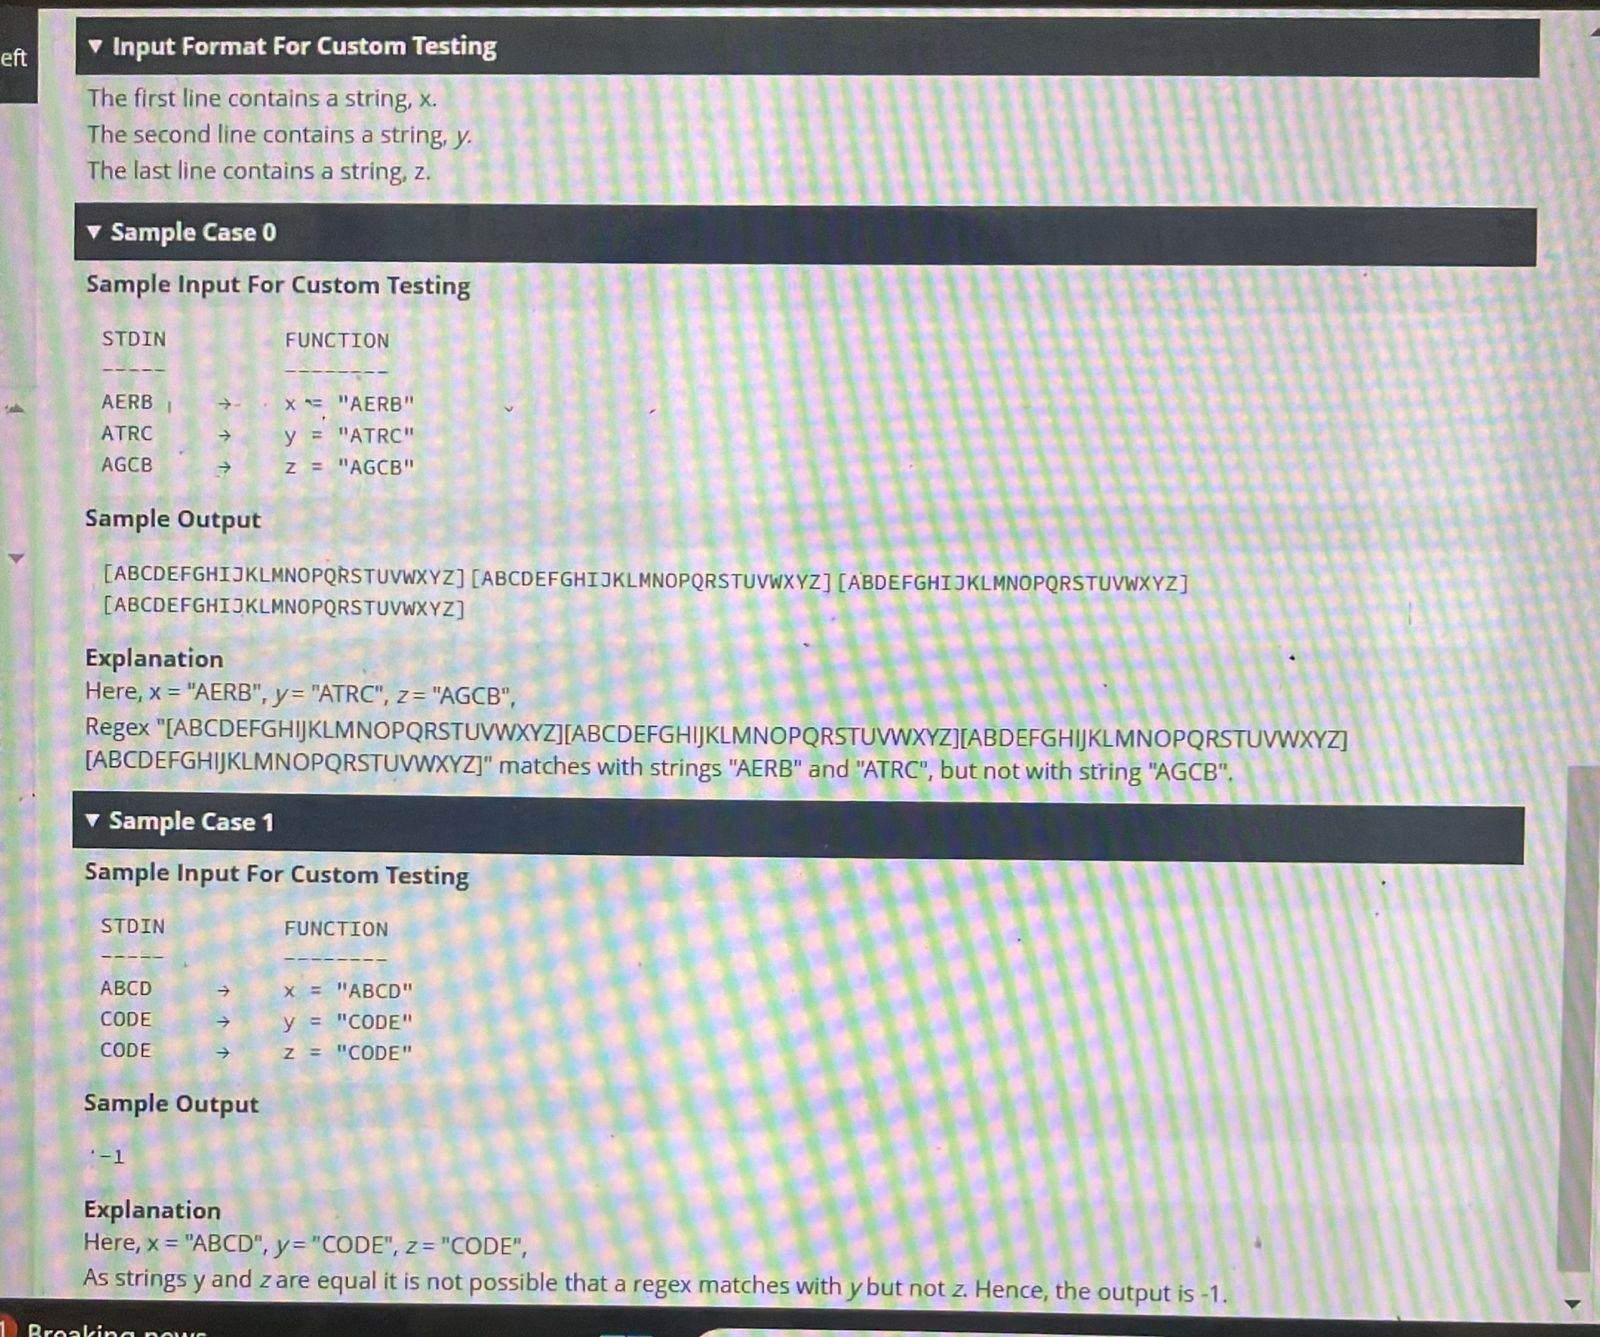 eft
▼ Input Format For Custom Testing
The first line contains a string, x.
The second line contains a string, y.
The last line contains a string, z.
▼ Sample Case 0
Sample Input For Custom Testing
STDIN FUNCTION
----- --------
AERB → x = "AERB"
ATRC → y = "ATRC"
AGCB → z = "AGCB"
Sample Output
[ABCDEFGHIJKLMNOPQRSTUVWXYZ][ABCDEFGHIJKLMNOPQRSTUVWXYZ][ABDEFGHIJKLMNOPQRSTUVWXYZ]
[ABCDEFGHIJKLMNOPQRSTUVWXYZ]
Explanation
Here, x = "AERB", y = "ATRC", z = "AGCB",
Regex "[ABCDEFGHIJKLMNOPQRSTUVWXYZ][ABCDEFGHIJKLMNOPQRSTUVWXYZ][ABDEFGHIJKLMNOPQRSTUVWXYZ]
[ABCDEFGHIJKLMNOPQRSTUVWXYZ]" matches with strings "AERB" and "ATRC", but not with string "AGCB".
▼ Sample Case 1
Sample Input For Custom Testing
STDIN FUNCTION
----- --------
ABCD → x = "ABCD"
CODE → y = "CODE"
CODE → z = "CODE"
Sample Output
-1
Explanation
Here, x = "ABCD", y = "CODE", z = "CODE",
As strings y and z are equal it is not possible that a regex matches with y but not z. Hence, the output is -1.
1 Breaking news